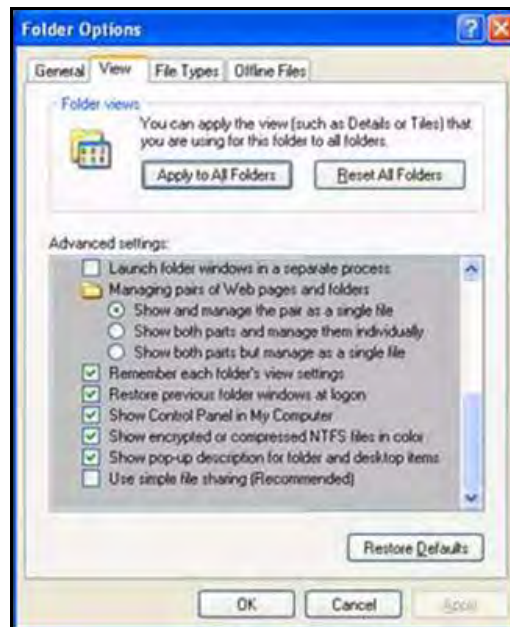 Folder Options
General View File Types Offline Files
Folder views
You can apply the view (such as Details or Tiles) that
you are using for this folder to all folders.
Apply to All Folders Reset All Folders
Advanced settings:
Launch folder windows in a separate process
Managing pairs of Web pages and folders
Show and manage the pair as a single file
Show both parts and manage them individually
Show both parts but manage as a single file
Remember each folder's view settings
Restore previous folder windows at logon
Show Control Panel in My Computer
Show encrypted or compressed NTFS files in color
Show pop-up description for folder and desktop items
Use simple file sharing (Recommended)
Restore Defaults
OK Cancel Apply